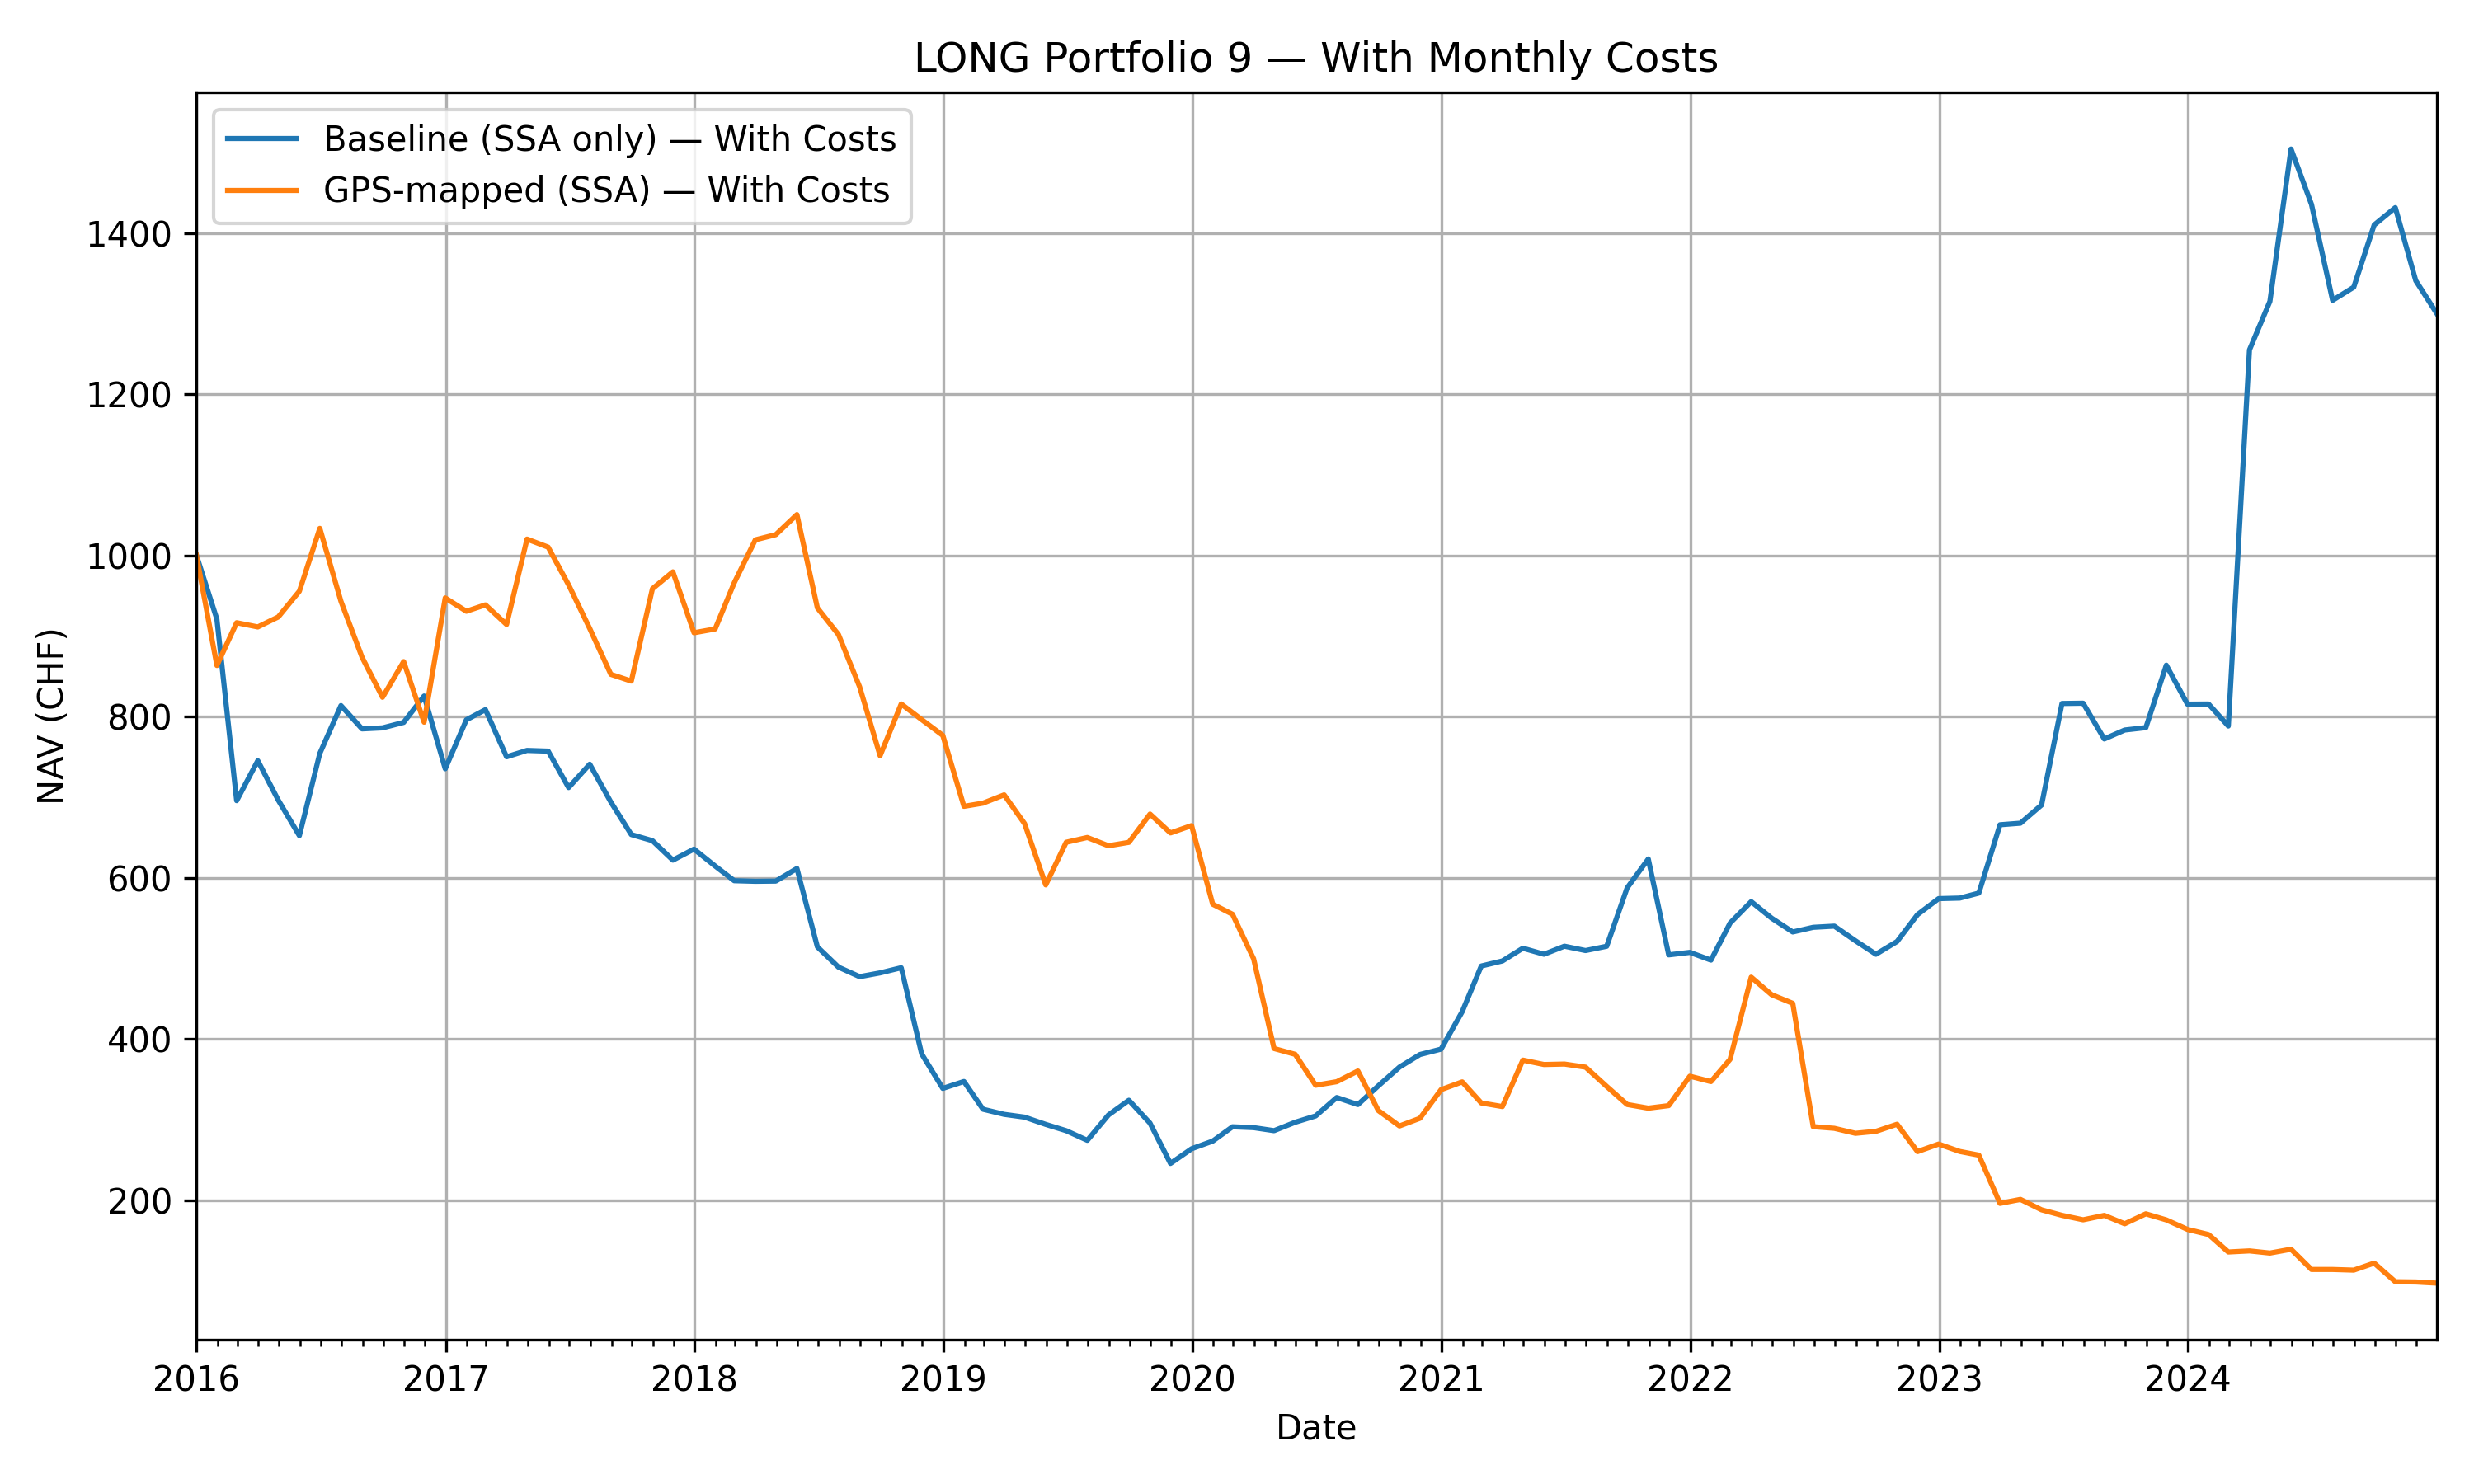 LONG Portfolio 9 — With Monthly Costs
Baseline (SSA only) — With Costs
GPS-mapped (SSA) — With Costs
NAV (CHF)
1400
1200
1000
800
600
400
200
2016 2017 2018 2019 2020 2021 2022 2023 2024
Date